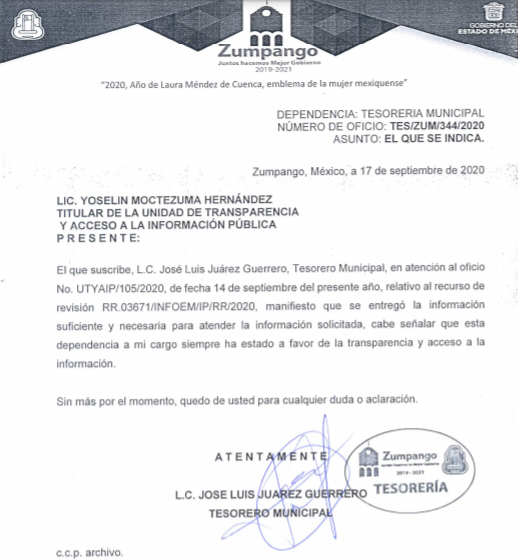 Zumpango
Juntos hacemos Mejor Gobierno
2019-2021
GOBIERNO DEL
ESTADO DE MÉXI
"2020, Año de Laura Méndez de Cuenca, emblema de la mujer mexiquense"
DEPENDENCIA: TESORERIA MUNICIPAL
NÚMERO DE OFICIO: TES/ZUM/344/2020
ASUNTO: EL QUE SE INDICA.
Zumpango, México, a 17 de septiembre de 2020
LIC. YOSELIN MOCTEZUMA HERNÁNDEZ
TITULAR DE LA UNIDAD DE TRANSPARENCIA
Y ACCESO A LA INFORMACIÓN PÚBLICA
P R E S E N T E:
El que suscribe, L.C. José Luis Juárez Guerrero, Tesorero Municipal, en atención al oficio
No. UTYAIP/105/2020, de fecha 14 de septiembre del presente año, relativo al recurso de
revisión RR.03671/INFOEM/IP/RR/2020, manifiesto que se entregó la información
suficiente y necesaria para atender la información solicitada, cabe señalar que esta
dependencia a mi cargo siempre ha estado a favor de la transparencia y acceso a la
información.
Sin más por el momento, quedo de usted para cualquier duda o aclaración.
A T E N T A M E N T E
L.C. JOSE LUIS JUAREZ GUERRERO
TESORERO MUNICIPAL
Zumpango
Juntos hacemos Mejor Gobierno
2019 - 2021
TESORERÍA
c.c.p. archivo.